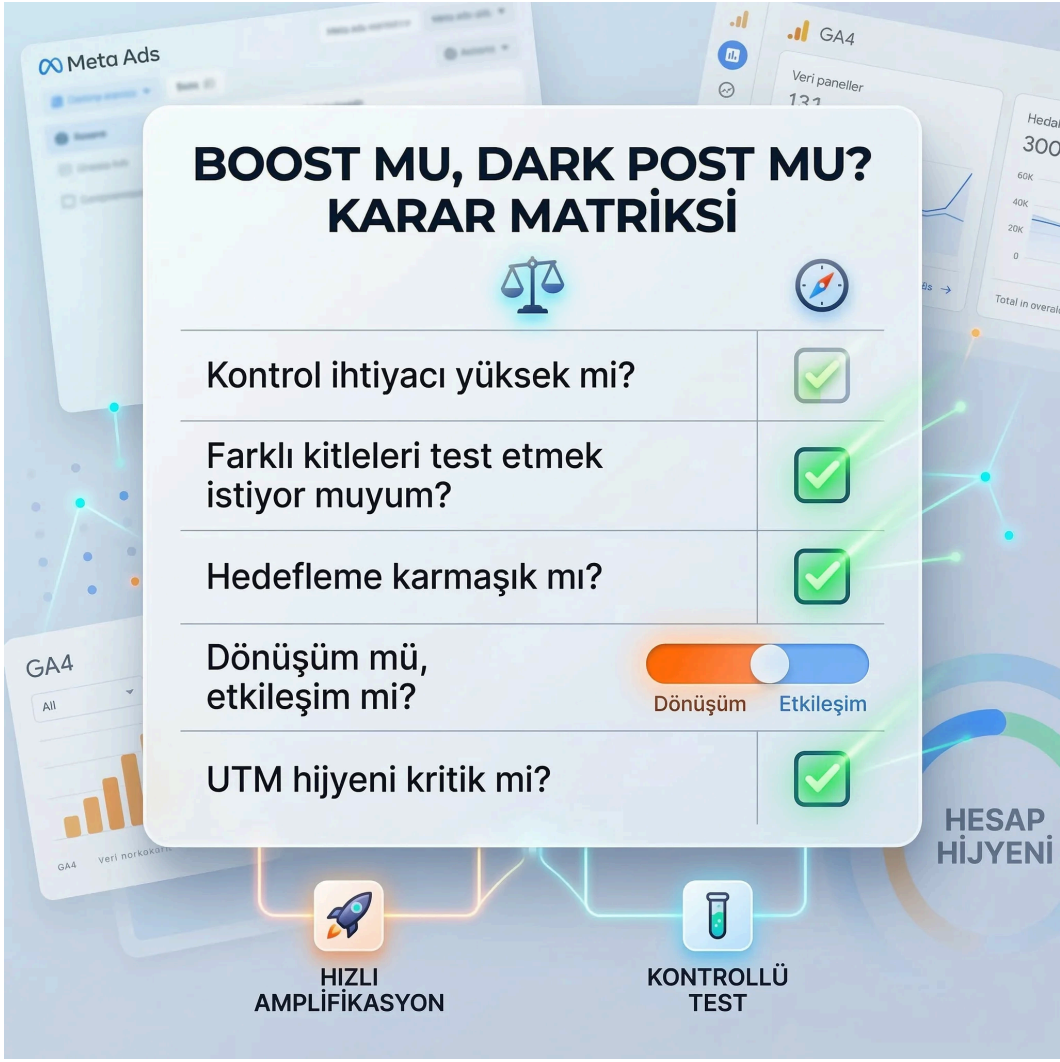 Meta Ads
GA4
Veri paneller
131
300
60K
40K
20K
0
Total in overal
BOOST MU, DARK POST MU?
KARAR MATRİKSİ
Kontrol ihtiyacı yüksek mi?
Farklı kitleleri test etmek
istiyor muyum?
Hedefleme karmaşık mı?
Dönüşüm mü,
etkileşim mi?
Dönüşüm Etkileşim
UTM hijyeni kritik mi?
GA4
All
GA4
HESAP
HİJYENİ
HIZLI
AMPLİFİKASYON
KONTROLLÜ
TEST